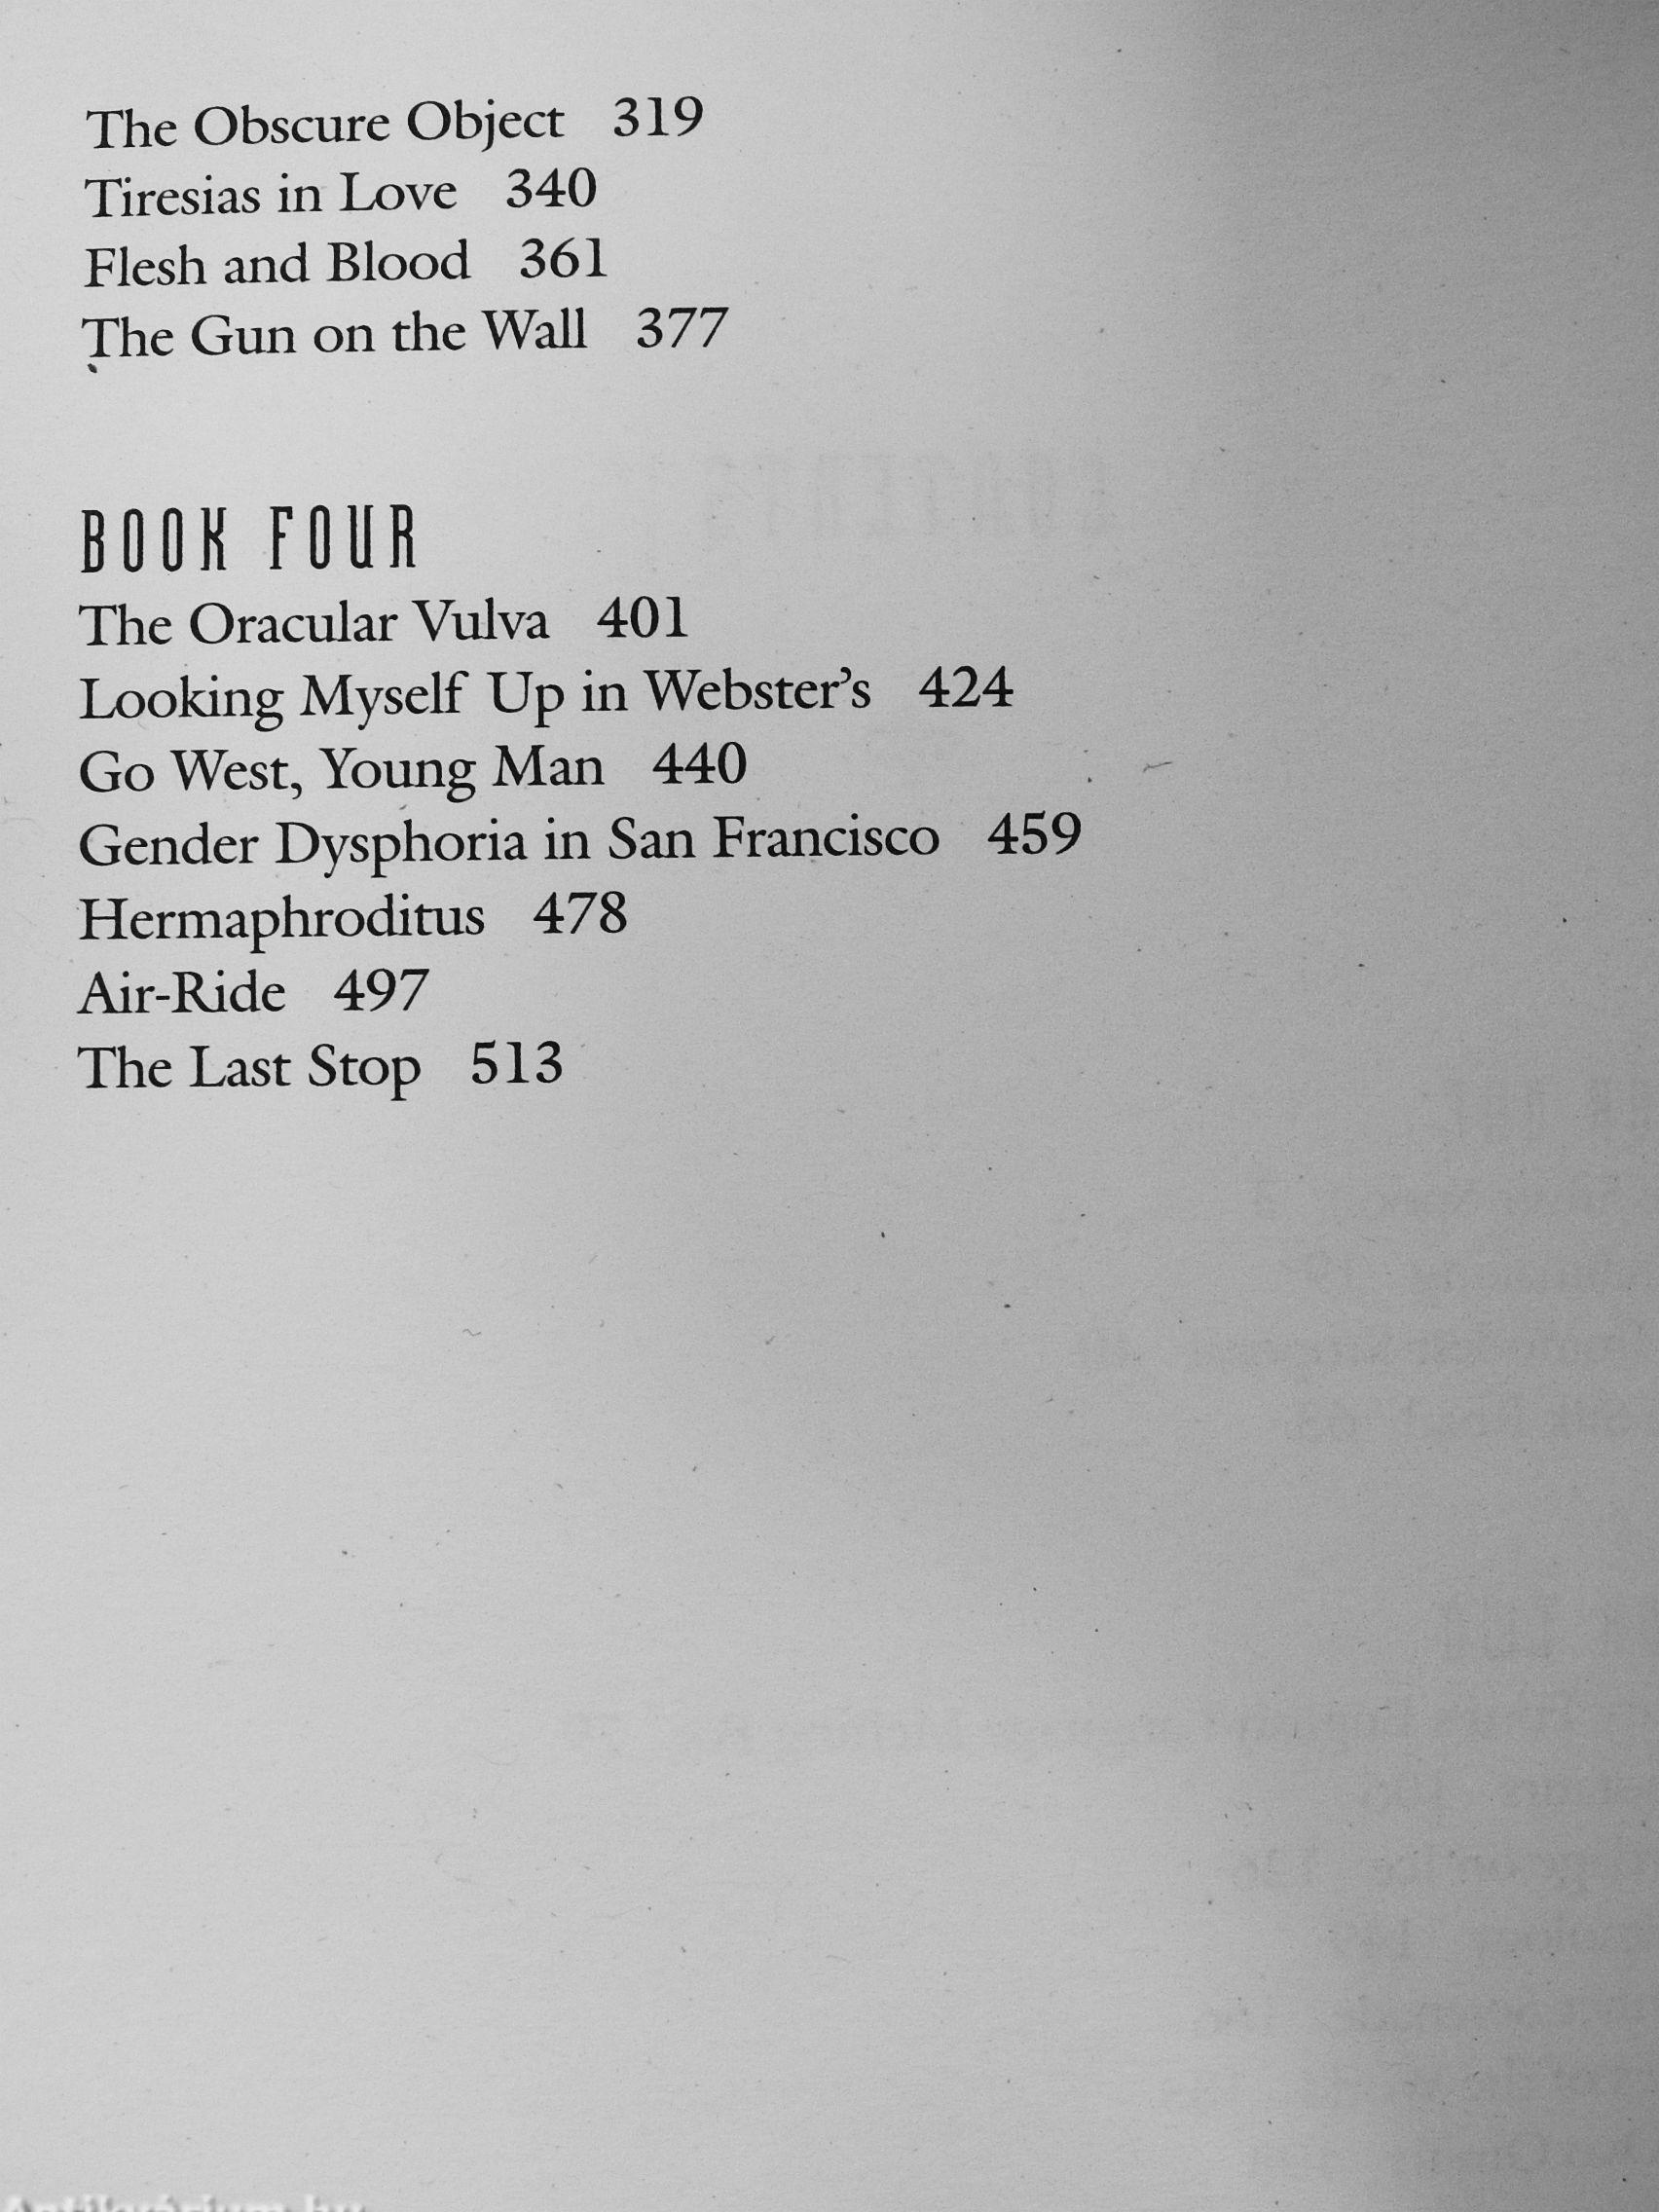 The Obscure Object 319
Tiresias in Love 340
Flesh and Blood 361
The Gun on the Wall 377
BOOK FOUR
The Oracular Vulva 401
Looking Myself Up in Webster's 424
Go West, Young Man 440
Gender Dysphoria in San Francisco 459
Hermaphroditus 478
Air-Ride 497
The Last Stop 513